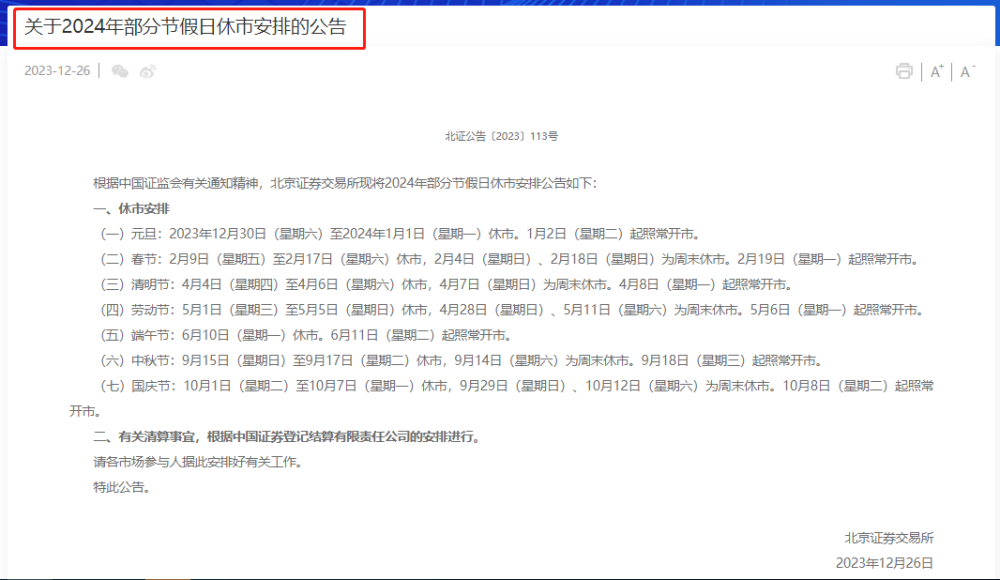 关于2024年部分节假日休市安排的公告
2023-12-26
A+ A-
北证公告〔2023〕113号
根据中国证监会有关通知精神，北京证券交易所现将2024年部分节假日休市安排公告如下：
一、休市安排
（一）元旦：2023年12月30日（星期六）至2024年1月1日（星期一）休市。1月2日（星期二）起照常开市。
（二）春节：2月9日（星期五）至2月17日（星期六）休市，2月4日（星期日）、2月18日（星期日）为周末休市。2月19日（星期一）起照常开市。
（三）清明节：4月4日（星期四）至4月6日（星期六）休市，4月7日（星期日）为周末休市。4月8日（星期一）起照常开市。
（四）劳动节：5月1日（星期三）至5月5日（星期日）休市，4月28日（星期日）、5月11日（星期六）为周末休市。5月6日（星期一）起照常开市。
（五）端午节：6月10日（星期一）休市。6月11日（星期二）起照常开市。
（六）中秋节：9月15日（星期日）至9月17日（星期二）休市，9月14日（星期六）为周末休市。9月18日（星期三）起照常开市。
（七）国庆节：10月1日（星期二）至10月7日（星期一）休市，9月29日（星期日）、10月12日（星期六）为周末休市。10月8日（星期二）起照常
开市。
二、有关清算事宜，根据中国证券登记结算有限责任公司的安排进行。
请各市场参与人据此安排好有关工作。
特此公告。
北京证券交易所
2023年12月26日